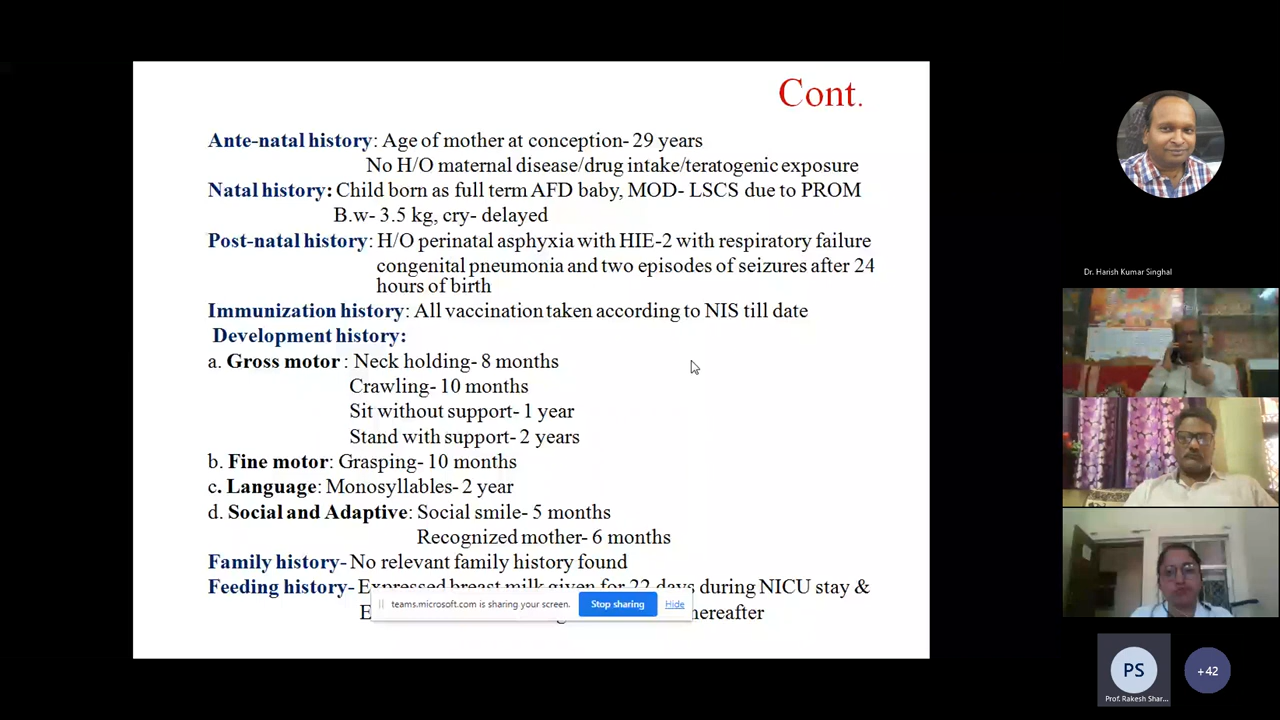 Cont.
Ante-natal history: Age of mother at conception- 29 years
No H/O maternal disease/drug intake/teratogenic exposure
Natal history: Child born as full term AFD baby, MOD- LSCS due to PROM
B.w- 3.5 kg, cry- delayed
Post-natal history: H/O perinatal asphyxia with HIE-2 with respiratory failure
congenital pneumonia and two episodes of seizures after 24
hours of birth
Immunization history: All vaccination taken according to NIS till date
Development history:
a. Gross motor : Neck holding- 8 months
Crawling- 10 months
Sit without support- 1 year
Stand with support- 2 years
b. Fine motor: Grasping- 10 months
c. Language: Monosyllables- 2 year
d. Social and Adaptive: Social smile- 5 months
Recognized mother- 6 months
Family history- No relevant family history found
Feeding history- Expressed breast milk given for 22 days during NICU stay &
teams.microsoft.com is sharing your screen. Stop sharing Hide
Dr. Harish Kumar Singhal
PS
Prof. Rakesh Shar...
+42